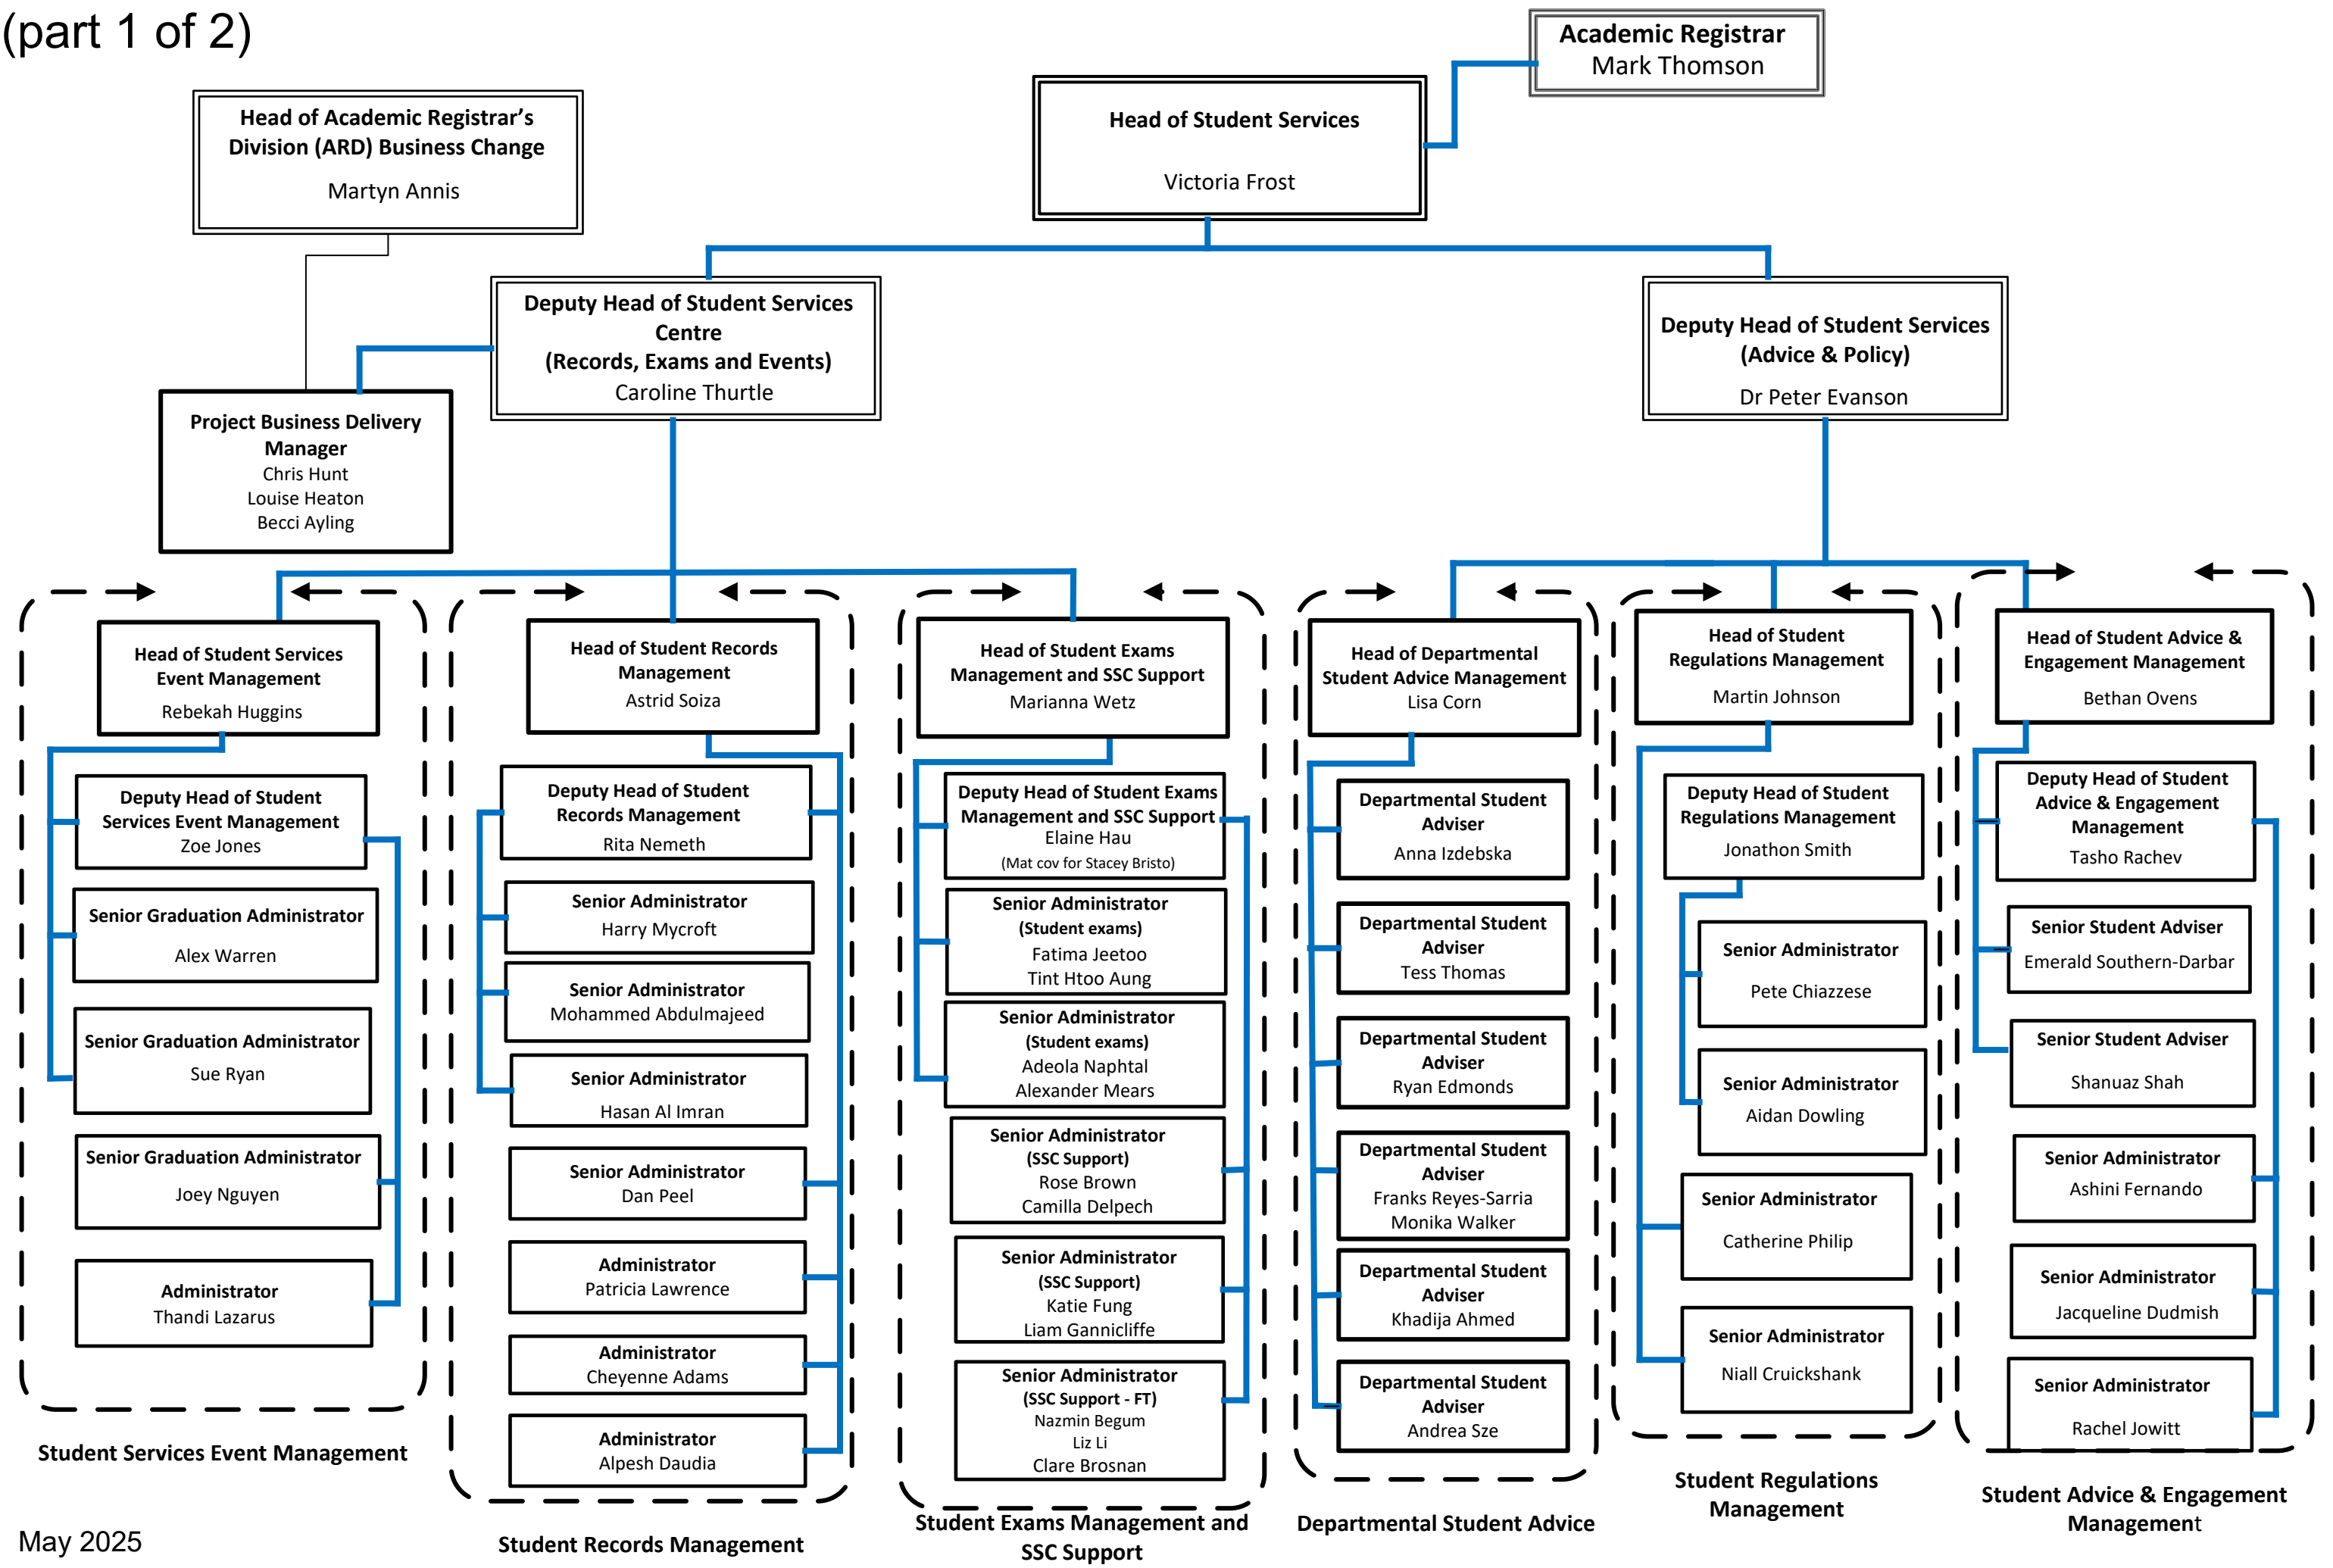 (part 1 of 2)
Academic Registrar
Mark Thomson
Head of Student Services
Victoria Frost
Head of Academic Registrar’s
Division (ARD) Business Change
Martyn Annis
Deputy Head of Student Services
Centre
(Records, Exams and Events)
Caroline Thurtle
Deputy Head of Student Services
(Advice & Policy)
Dr Peter Evanson
Project Business Delivery
Manager
Chris Hunt
Louise Heaton
Becci Ayling
Head of Student Services
Event Management
Rebekah Huggins
Deputy Head of Student
Services Event Management
Zoe Jones
Senior Graduation Administrator
Alex Warren
Senior Graduation Administrator
Sue Ryan
Senior Graduation Administrator
Joey Nguyen
Administrator
Thandi Lazarus
Student Services Event Management
Head of Student Records
Management
Astrid Soiza
Deputy Head of Student
Records Management
Rita Nemeth
Senior Administrator
Harry Mycroft
Senior Administrator
Mohammed Abdulmajeed
Senior Administrator
Hasan Al Imran
Senior Administrator
Dan Peel
Administrator
Patricia Lawrence
Administrator
Cheyenne Adams
Administrator
Alpesh Daudia
Student Records Management
Head of Student Exams
Management and SSC Support
Marianna Wetz
Deputy Head of Student Exams
Management and SSC Support
Elaine Hau
(Mat cov for Stacey Bristo)
Senior Administrator
(Student exams)
Fatima Jeetoo
Tint Htoo Aung
Senior Administrator
(Student exams)
Adeola Naphtal
Alexander Mears
Senior Administrator
(SSC Support)
Rose Brown
Camilla Delpech
Senior Administrator
(SSC Support)
Katie Fung
Liam Gannicliffe
Senior Administrator
(SSC Support - FT)
Nazmin Begum
Liz Li
Clare Brosnan
Student Exams Management and
SSC Support
Head of Departmental
Student Advice Management
Lisa Corn
Departmental Student
Adviser
Anna Izdebska
Departmental Student
Adviser
Tess Thomas
Departmental Student
Adviser
Ryan Edmonds
Departmental Student
Adviser
Franks Reyes-Sarria
Monika Walker
Departmental Student
Adviser
Khadija Ahmed
Departmental Student
Adviser
Andrea Sze
Departmental Student Advice
Head of Student
Regulations Management
Martin Johnson
Deputy Head of Student
Regulations Management
Jonathon Smith
Senior Administrator
Pete Chiazzese
Senior Administrator
Aidan Dowling
Senior Administrator
Catherine Philip
Senior Administrator
Niall Cruickshank
Student Regulations
Management
Head of Student Advice &
Engagement Management
Bethan Ovens
Deputy Head of Student
Advice & Engagement
Management
Tasho Rachev
Senior Student Adviser
Emerald Southern-Darbar
Senior Student Adviser
Shanuaz Shah
Senior Administrator
Ashini Fernando
Senior Administrator
Jacqueline Dudmish
Senior Administrator
Rachel Jowitt
Student Advice & Engagement
Management
May 2025